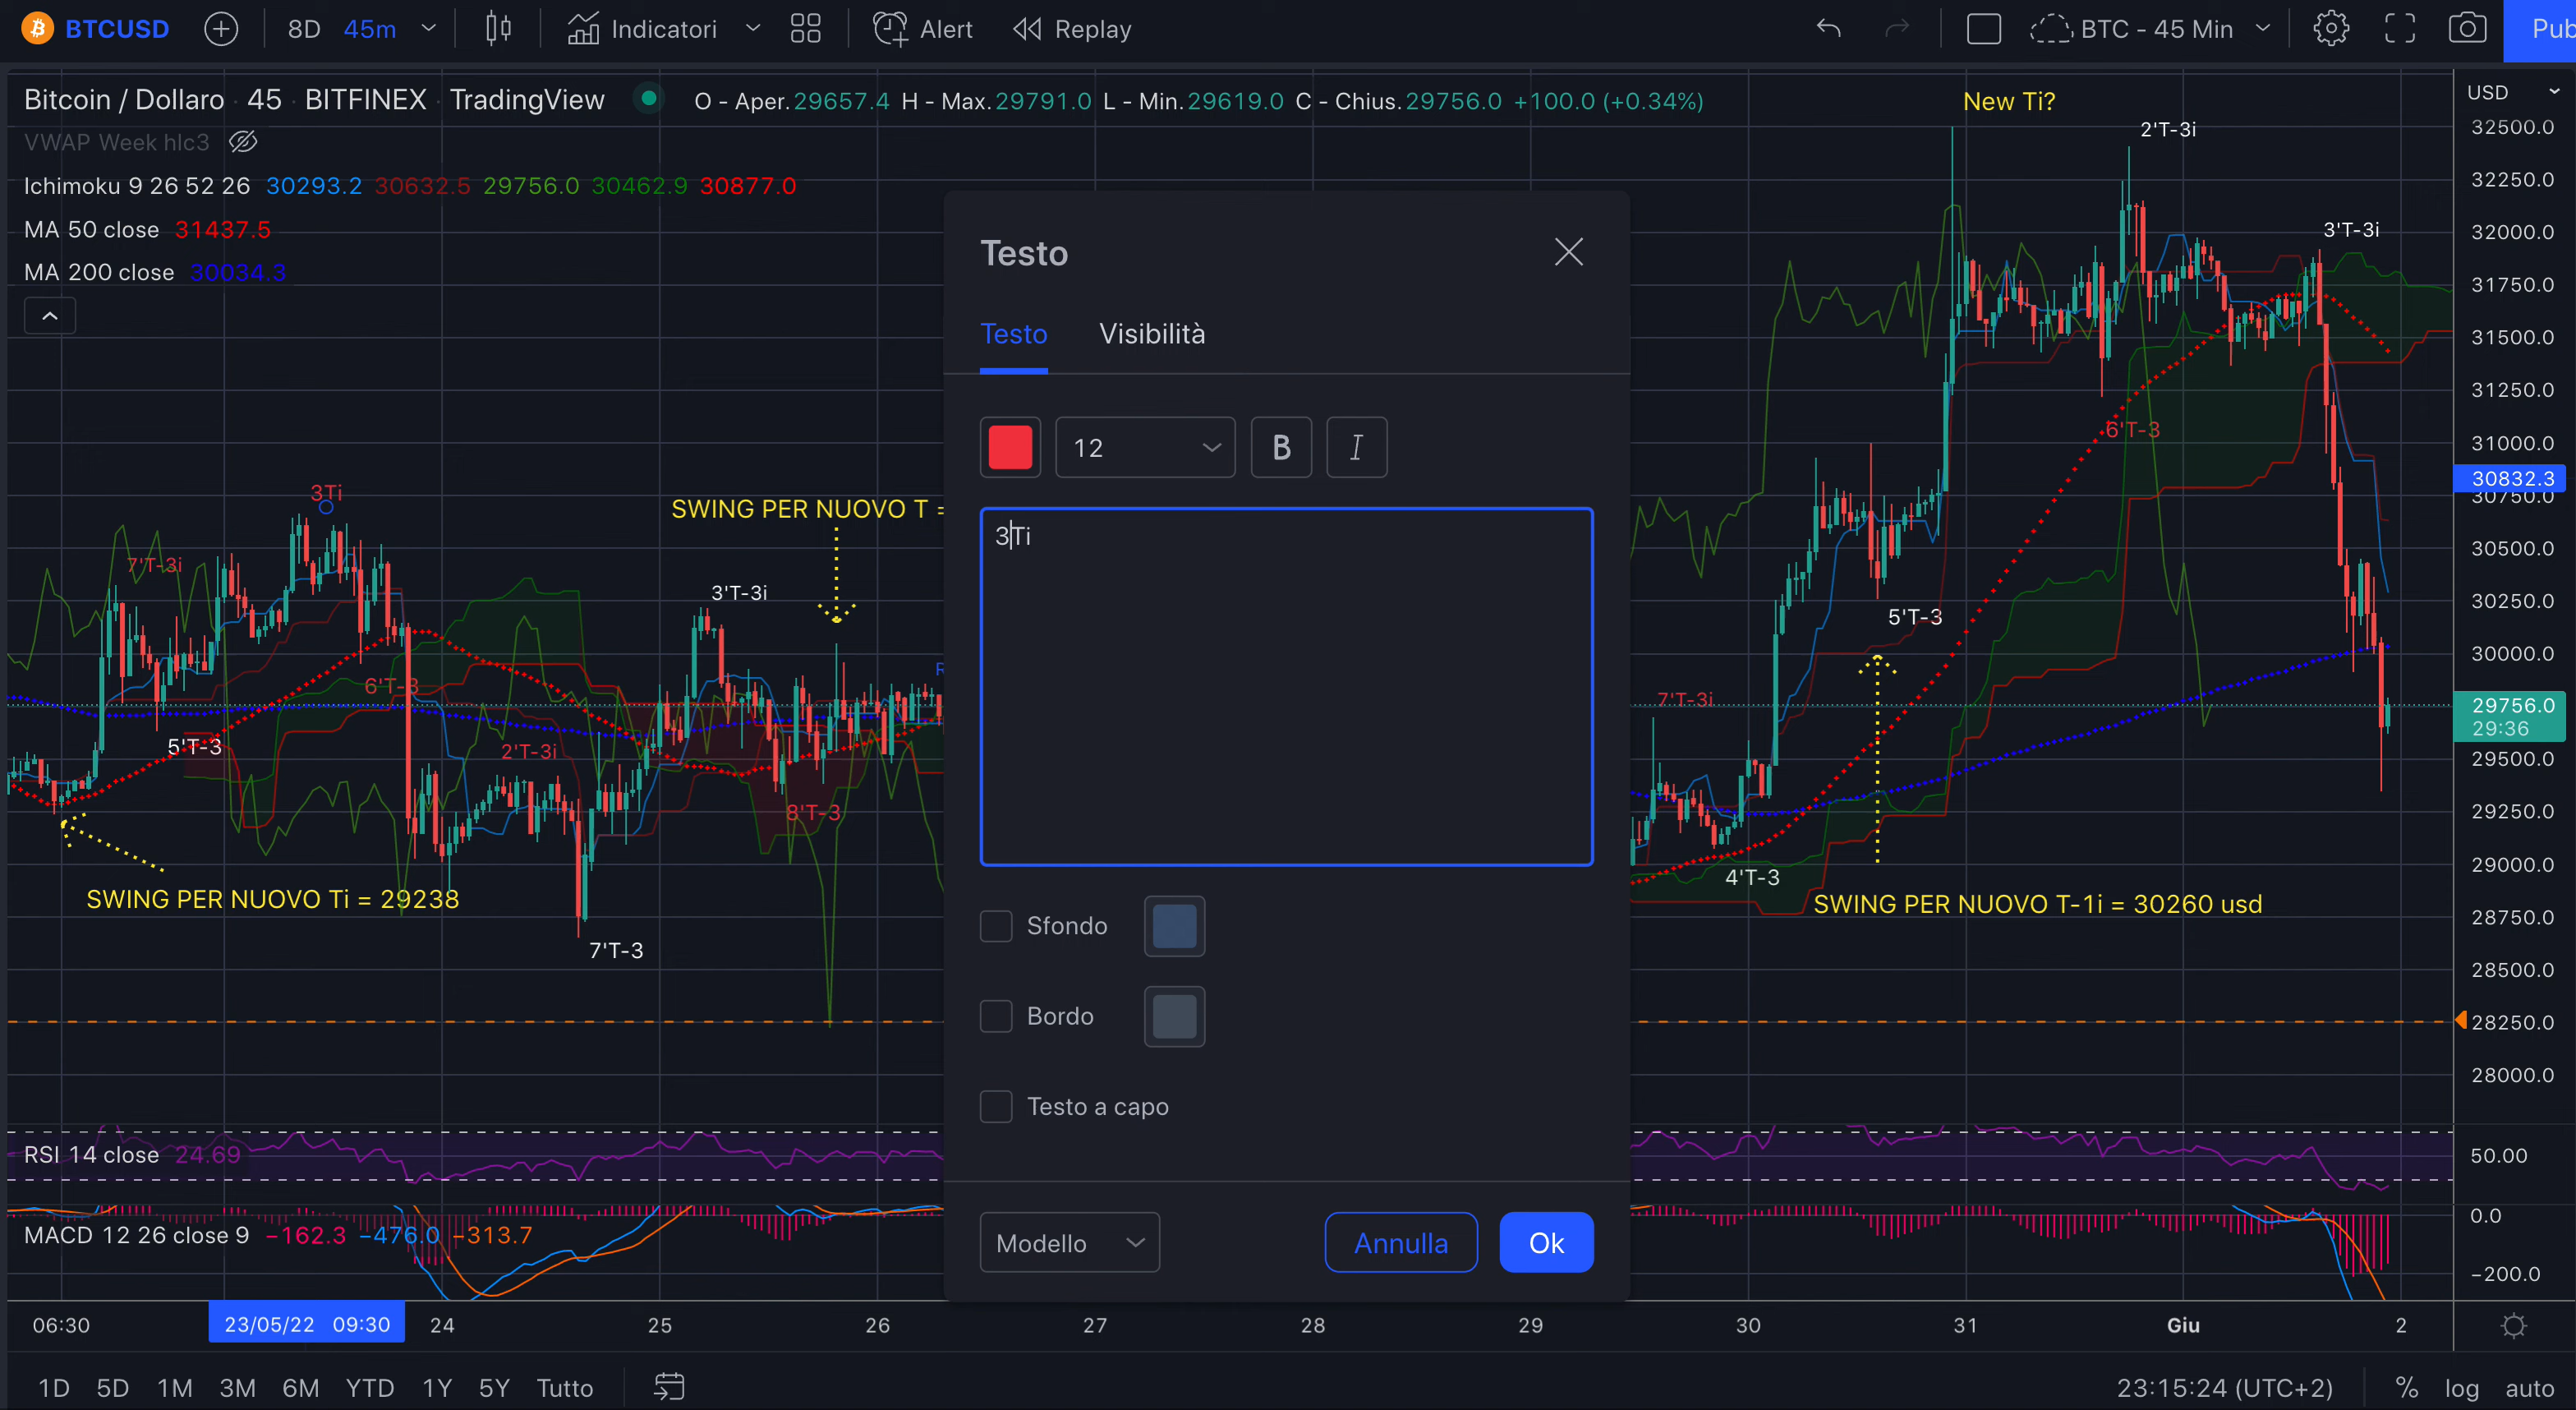 BTCUSD 8D 45m Indicatori Alert Replay BTC - 45 Min Pub
Bitcoin / Dollaro · 45 · BITFINEX · TradingView O - Aper.29657.4 H - Max.29791.0 L - Min.29619.0 C - Chius.29756.0 +100.0 (+0.34%)
VWAP Week hlc3
Ichimoku 9 26 52 26 30293.2 30632.5 29756.0 30462.9 30877.0
MA 50 close 31437.5
MA 200 close 30034.3
New Ti?
2'T-3i
3'T-3i
6'T-3
3Ti
7'T-3i
SWING PER NUOVO T =
3'T-3i
6'T-3
5'T-3
2'T-3i
8'T-3
SWING PER NUOVO Ti = 29238
7'T-3
5'T-3
7'T-3i
4'T-3
SWING PER NUOVO T-1i = 30260 usd
Testo
Testo Visibilità
12 B I
3Ti
Sfondo
Bordo
Testo a capo
Modello Annulla Ok
USD
32500.0
32250.0
32000.0
31750.0
31500.0
31250.0
31000.0
30832.3
30750.0
30500.0
30250.0
30000.0
29756.0
29:36
29500.0
29250.0
29000.0
28750.0
28500.0
28250.0
28000.0
RSI 14 close 24.69
50.00
MACD 12 26 close 9 −162.3 −476.0 −313.7
0.0
−200.0
06:30 23/05/22 09:30 24 25 26 27 28 29 30 31 Giu 2
1D 5D 1M 3M 6M YTD 1Y 5Y Tutto 23:15:24 (UTC+2) % log auto